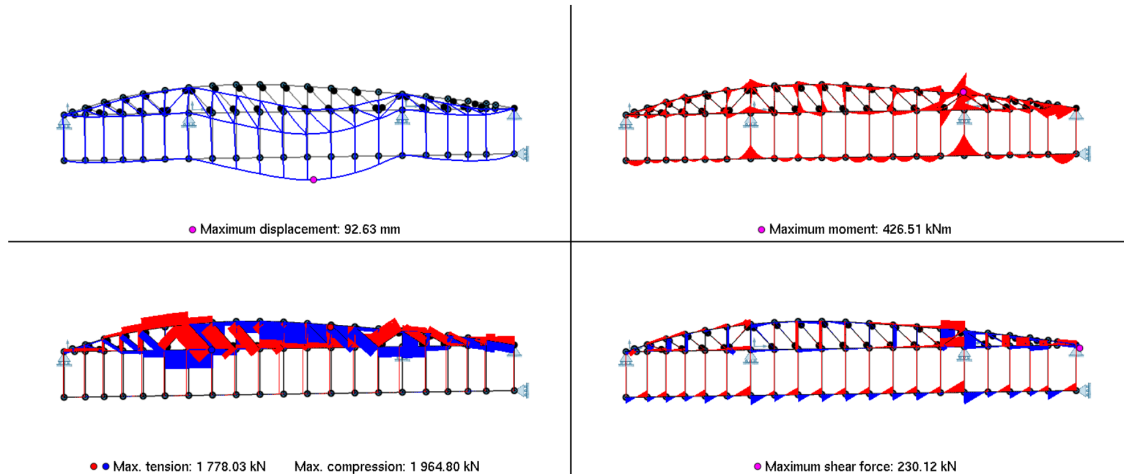 Maximum displacement: 92.63 mm
Maximum moment: 426.51 kNm
Max. tension: 1 778.03 kN Max. compression: 1 964.80 kN
Maximum shear force: 230.12 kN